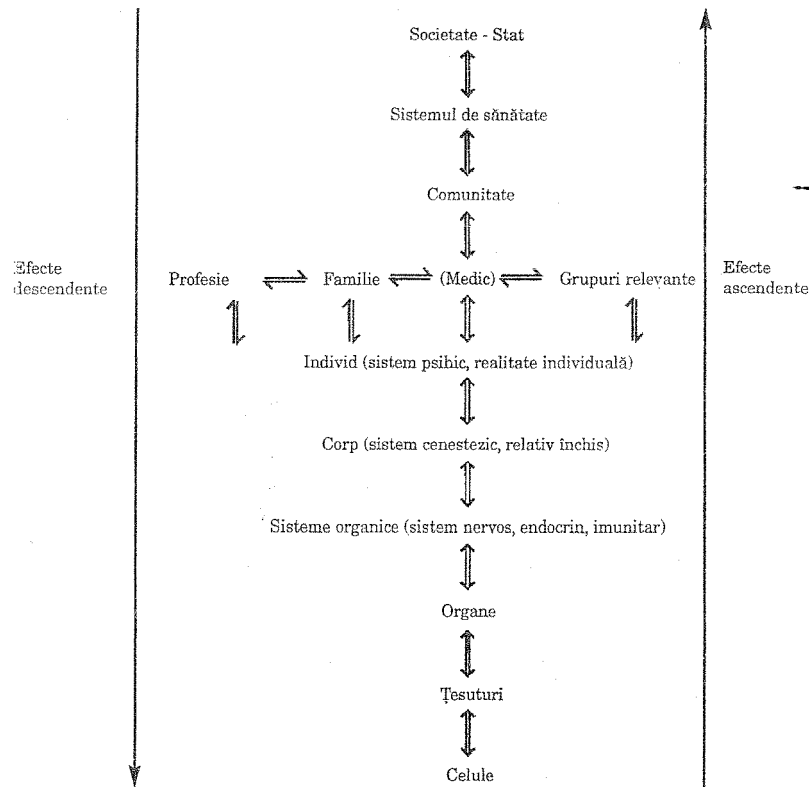 Societate - Stat
Sistemul de sănătate
Comunitate
Efecte
descendente
Profesie
Familie
(Medic)
Grupuri relevante
Efecte
ascendente
Individ (sistem psihic, realitate individuală)
Corp (sistem cenestezic, relativ închis)
Sisteme organice (sistem nervos, endocrin, imunitar)
Organe
Țesuturi
Celule